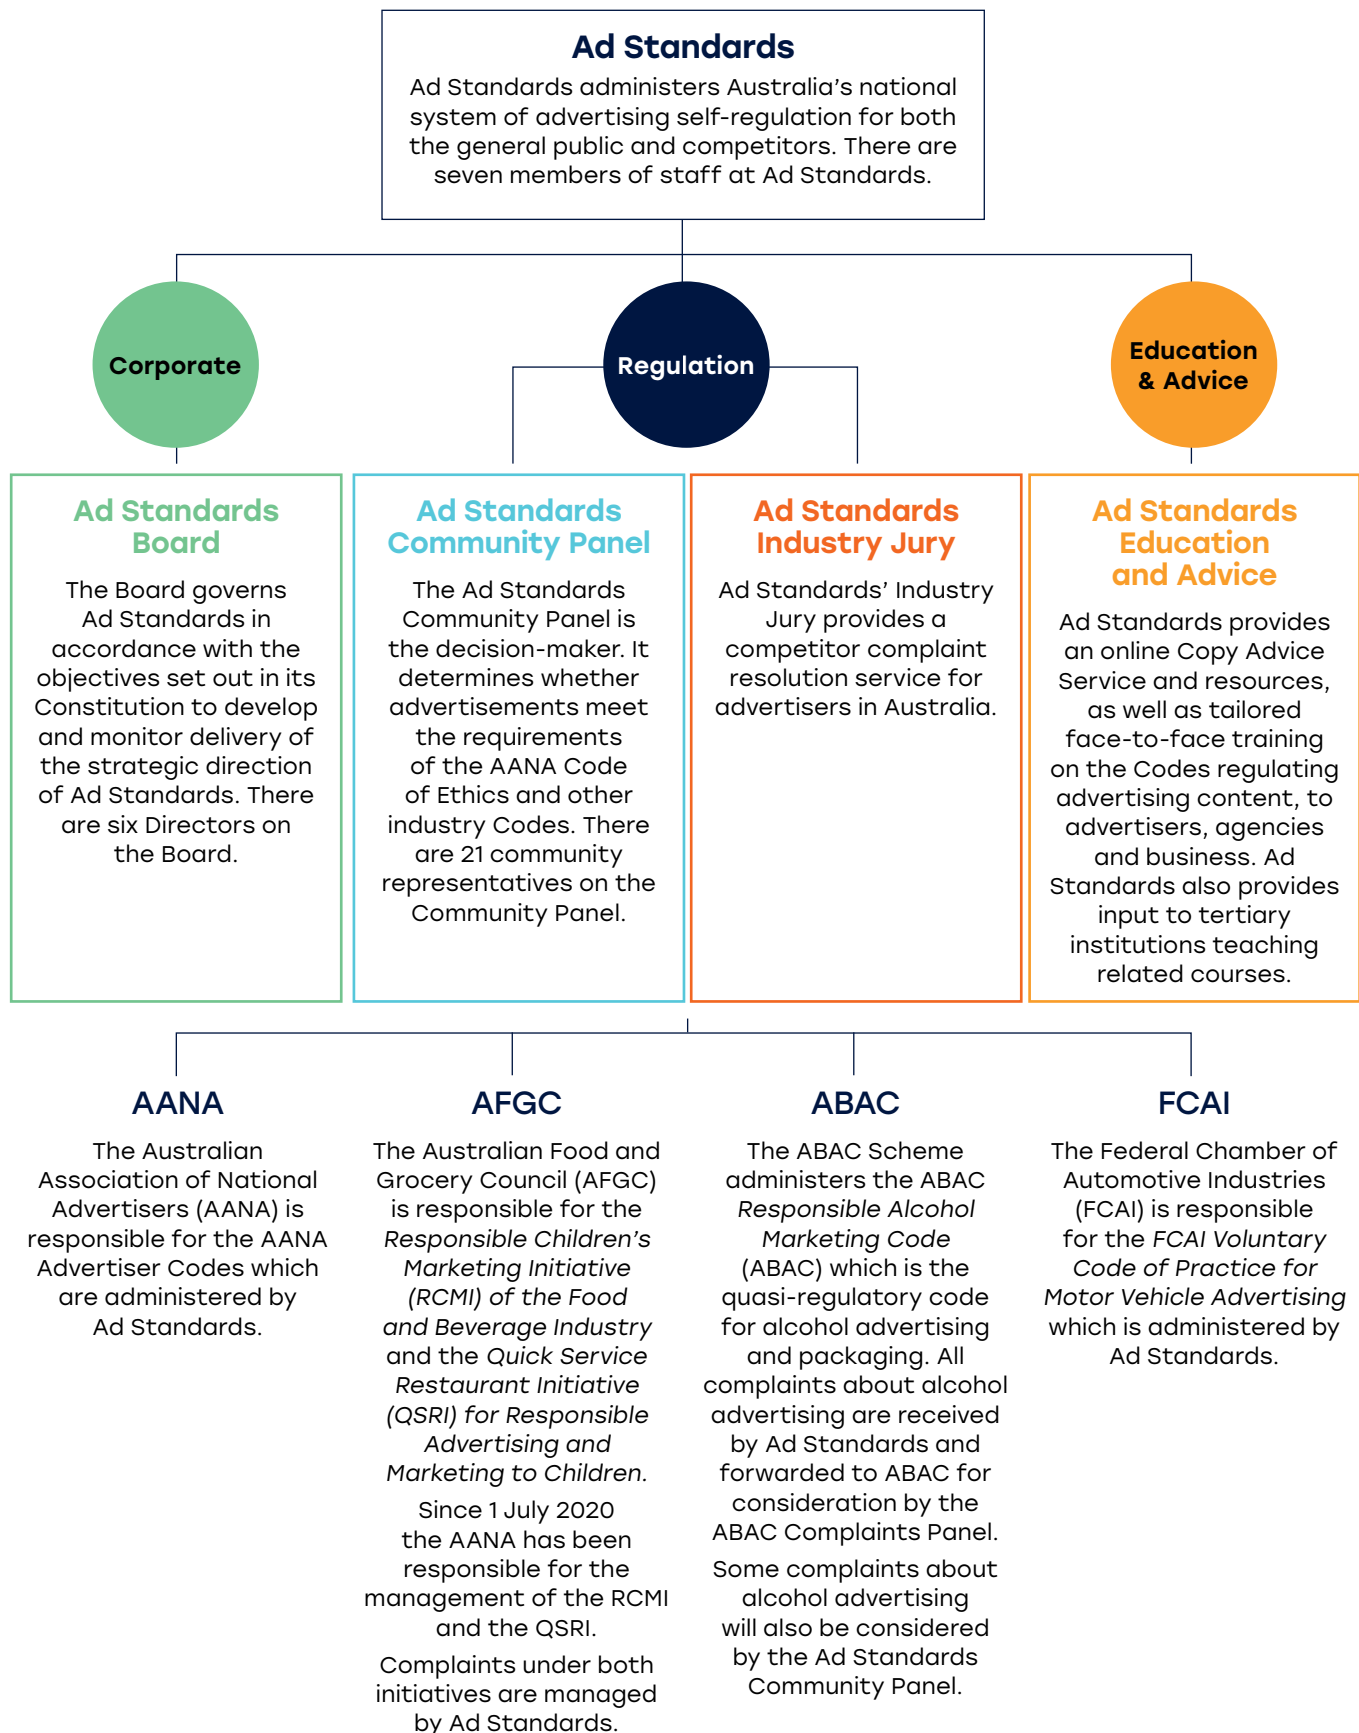 Ad Standards
Ad Standards administers Australia’s national
system of advertising self-regulation for both
the general public and competitors. There are
seven members of staff at Ad Standards.
Corporate
Regulation
Education
& Advice
Ad Standards
Board
The Board governs
Ad Standards in
accordance with the
objectives set out in its
Constitution to develop
and monitor delivery of
the strategic direction
of Ad Standards. There
are six Directors on
the Board.
Ad Standards
Community Panel
The Ad Standards
Community Panel is
the decision-maker. It
determines whether
advertisements meet
the requirements
of the AANA Code
of Ethics and other
industry Codes. There
are 21 community
representatives on the
Community Panel.
Ad Standards
Industry Jury
Ad Standards’ Industry
Jury provides a
competitor complaint
resolution service for
advertisers in Australia.
Ad Standards
Education
and Advice
Ad Standards provides
an online Copy Advice
Service and resources,
as well as tailored
face-to-face training
on the Codes regulating
advertising content, to
advertisers, agencies
and business. Ad
Standards also provides
input to tertiary
institutions teaching
related courses.
AANA
The Australian
Association of National
Advertisers (AANA) is
responsible for the AANA
Advertiser Codes which
are administered by
Ad Standards.
AFGC
The Australian Food and
Grocery Council (AFGC)
is responsible for the
Responsible Children’s
Marketing Initiative
(RCMI) of the Food
and Beverage Industry
and the Quick Service
Restaurant Initiative
(QSRI) for Responsible
Advertising and
Marketing to Children.
Since 1 July 2020
the AANA has been
responsible for the
management of the RCMI
and the QSRI.
Complaints under both
initiatives are managed
by Ad Standards.
ABAC
The ABAC Scheme
administers the ABAC
Responsible Alcohol
Marketing Code
(ABAC) which is the
quasi-regulatory code
for alcohol advertising
and packaging. All
complaints about alcohol
advertising are received
by Ad Standards and
forwarded to ABAC for
consideration by the
ABAC Complaints Panel.
Some complaints about
alcohol advertising
will also be considered
by the Ad Standards
Community Panel.
FCAI
The Federal Chamber of
Automotive Industries
(FCAI) is responsible
for the FCAI Voluntary
Code of Practice for
Motor Vehicle Advertising
which is administered by
Ad Standards.